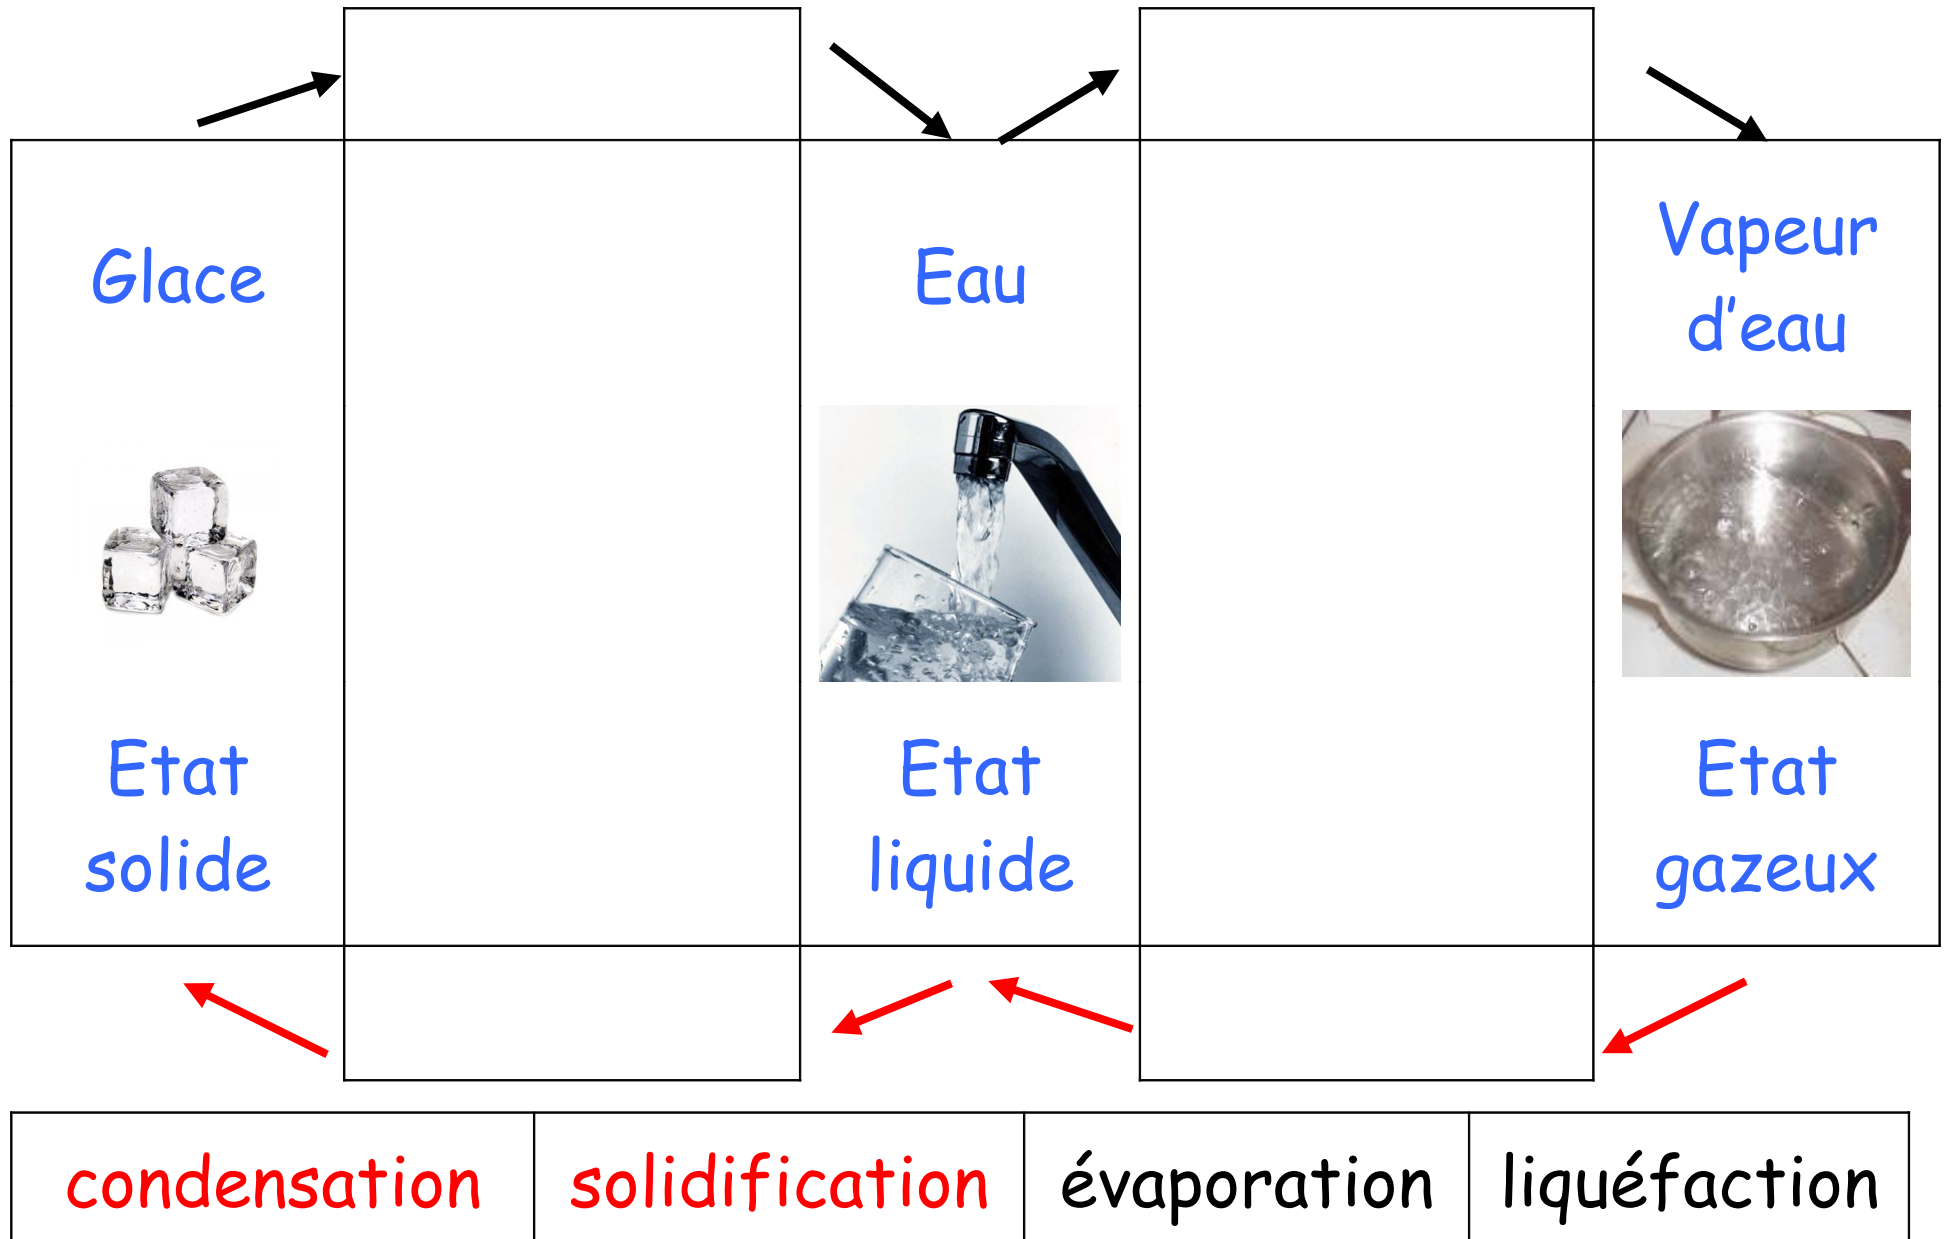 Glace
Eau
Vapeur
d'eau
Etat
solide
Etat
liquide
Etat
gazeux
condensation
solidification
évaporation
liquéfaction